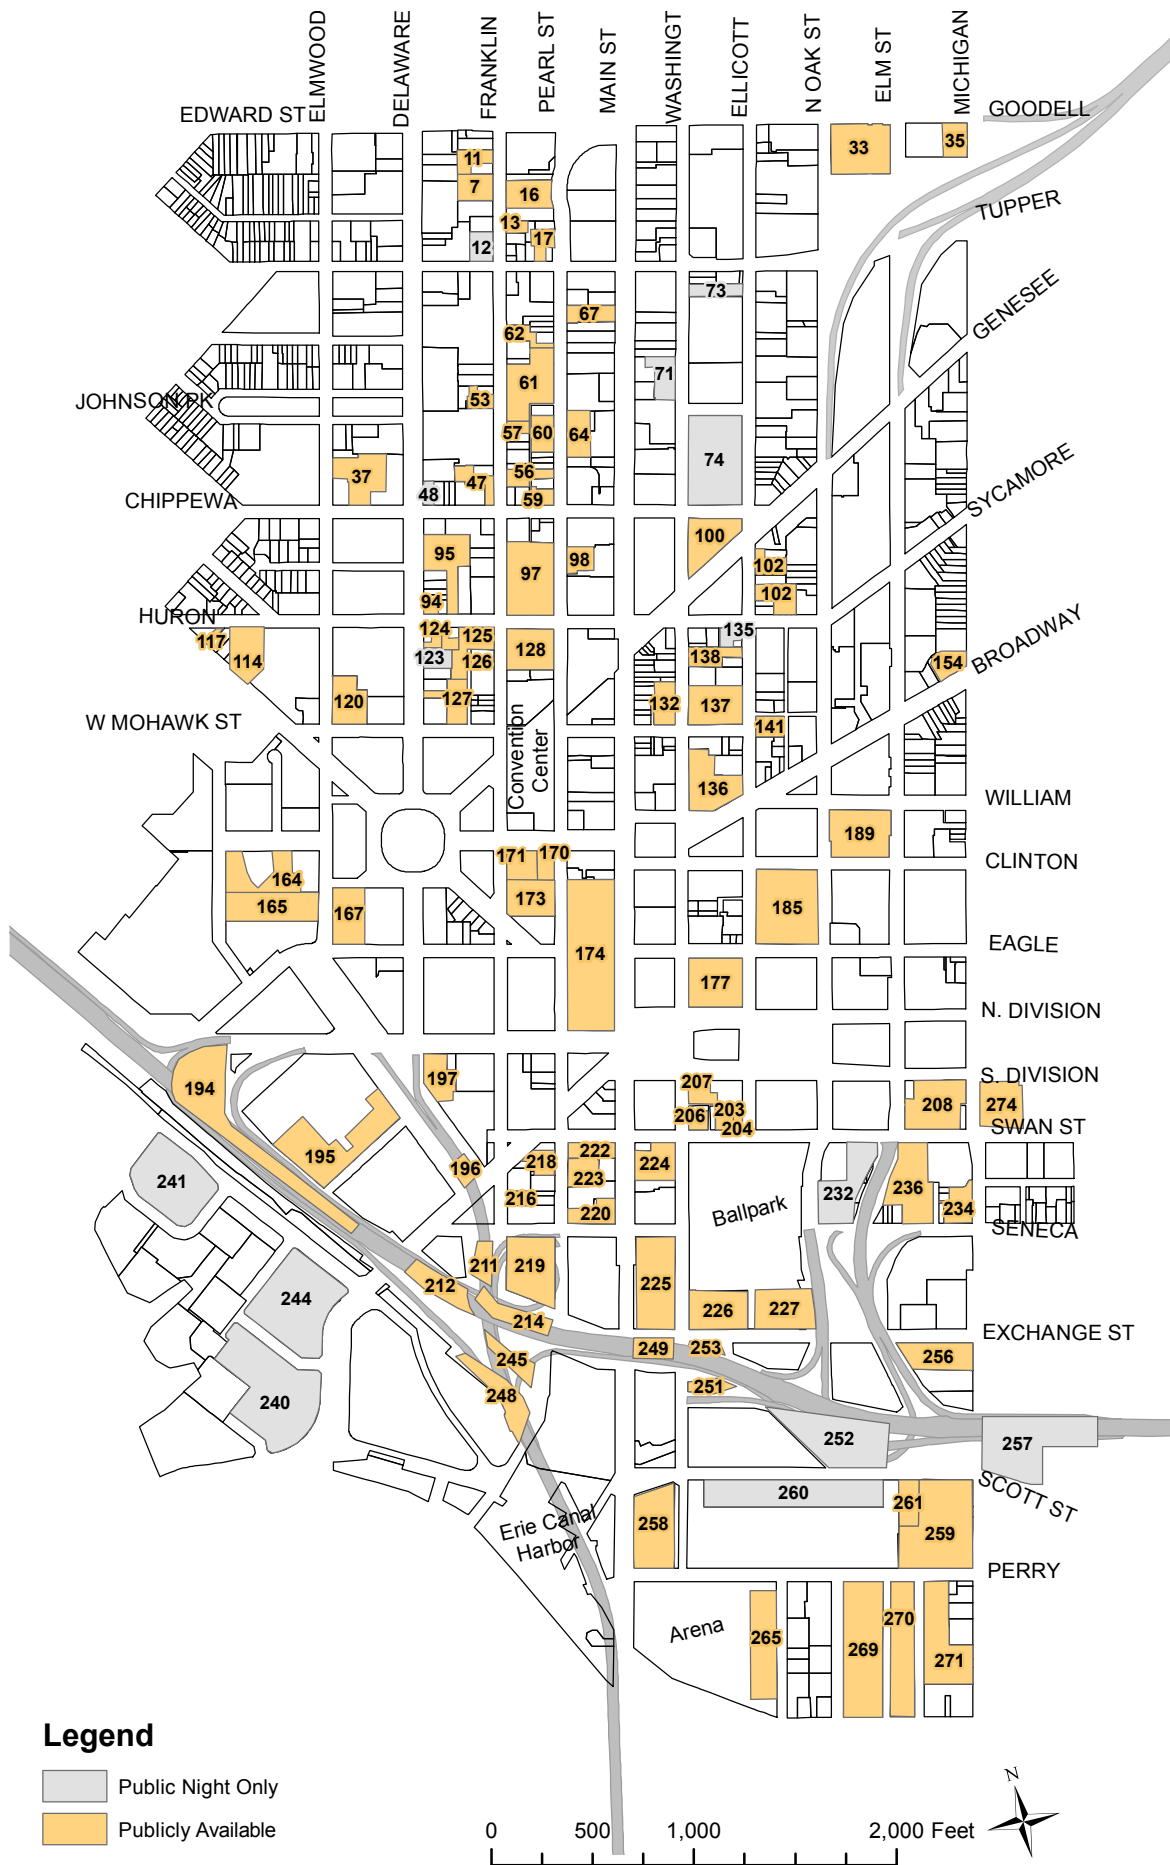 ELMWOOD
DELAWARE
FRANKLIN
PEARL ST
MAIN ST
WASHINGT
ELLICOTT
N OAK ST
ELM ST
MICHIGAN
EDWARD ST
GOODELL
11
33
35
7
16
TUPPER
13
17
12
73
GENESEE
67
62
71
61
JOHNSON PK
53
57
60
64
74
37
56
47
48
59
CHIPPEWA
SYCAMORE
100
95
98
97
102
102
94
HURON
BROADWAY
124
125
135
117
123
126
128
138
114
154
120
127
132
137
W MOHAWK ST
141
Convention
Center
136
WILLIAM
189
CLINTON
171
170
164
173
165
167
185
EAGLE
174
177
N. DIVISION
S. DIVISION
194
197
207
208
274
206
203
204
SWAN ST
195
196
218
222
224
241
223
232
236
216
220
234
Ballpark
SENECA
211
219
212
225
244
226
227
214
EXCHANGE ST
249
253
245
256
248
251
240
252
257
SCOTT ST
260
261
258
259
Erie Canal
Harbor
PERRY
Arena
265
269
270
271
Legend
Public Night Only
Publicly Available
N
0 500 1,000 2,000 Feet